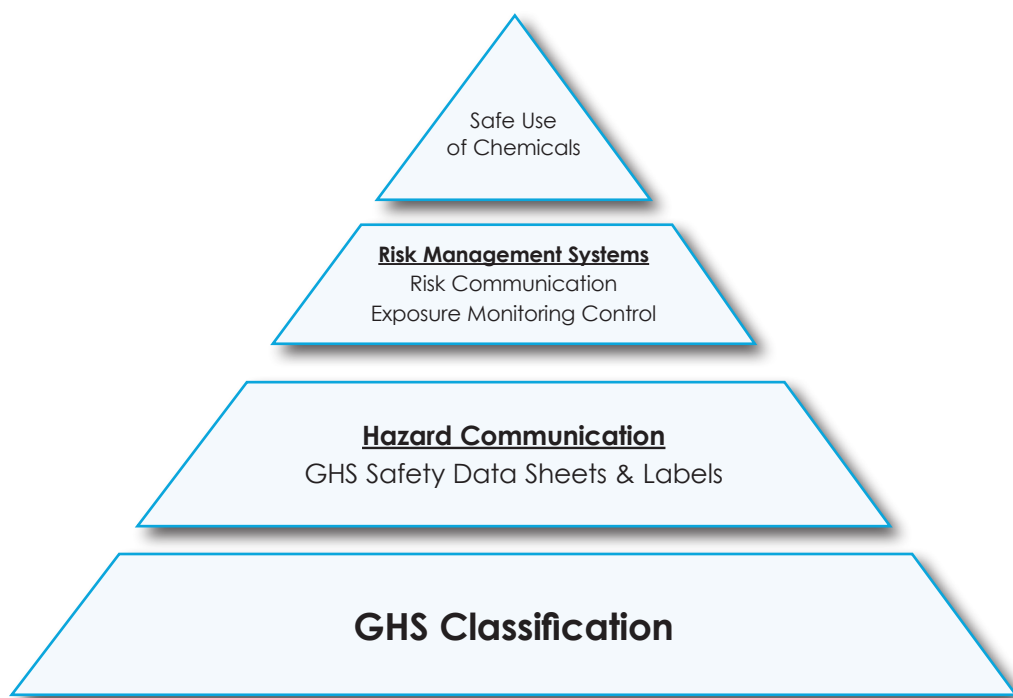 Safe Use
of Chemicals
Risk Management Systems
Risk Communication
Exposure Monitoring Control
Hazard Communication
GHS Safety Data Sheets & Labels
GHS Classification